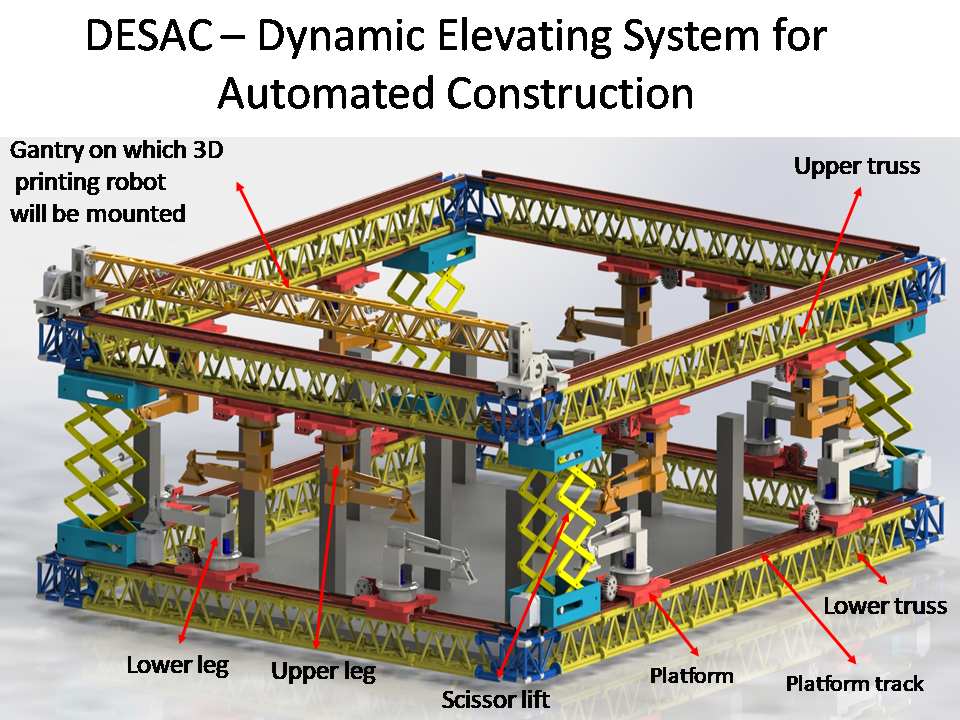 DESAC – Dynamic Elevating System for
Automated Construction
Gantry on which 3D
printing robot
will be mounted
Upper truss
Lower truss
Lower leg
Upper leg
Scissor lift
Platform
Platform track